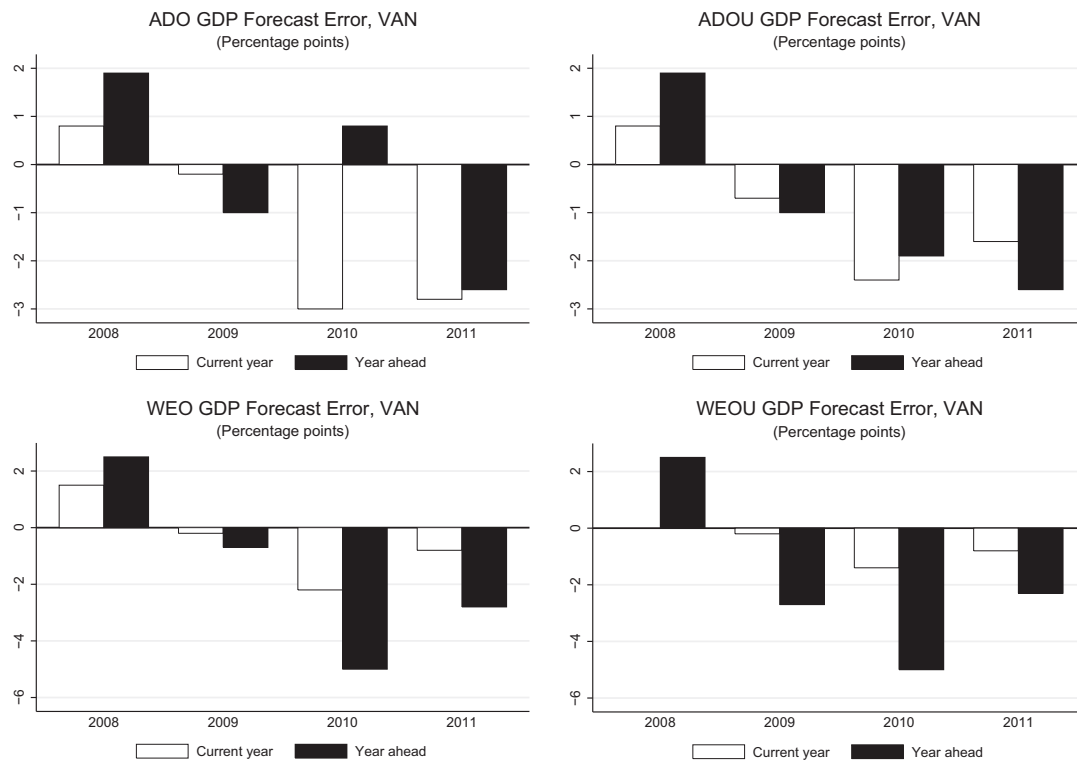 ADO GDP Forecast Error, VAN
(Percentage points)
2
1
0
−1
−2
−3
2008 2009 2010 2011
Current year Year ahead
ADOU GDP Forecast Error, VAN
(Percentage points)
2
1
0
−1
−2
−3
2008 2009 2010 2011
Current year Year ahead
WEO GDP Forecast Error, VAN
(Percentage points)
2
0
−2
−4
−6
2008 2009 2010 2011
Current year Year ahead
WEOU GDP Forecast Error, VAN
(Percentage points)
2
0
−2
−4
−6
2008 2009 2010 2011
Current year Year ahead